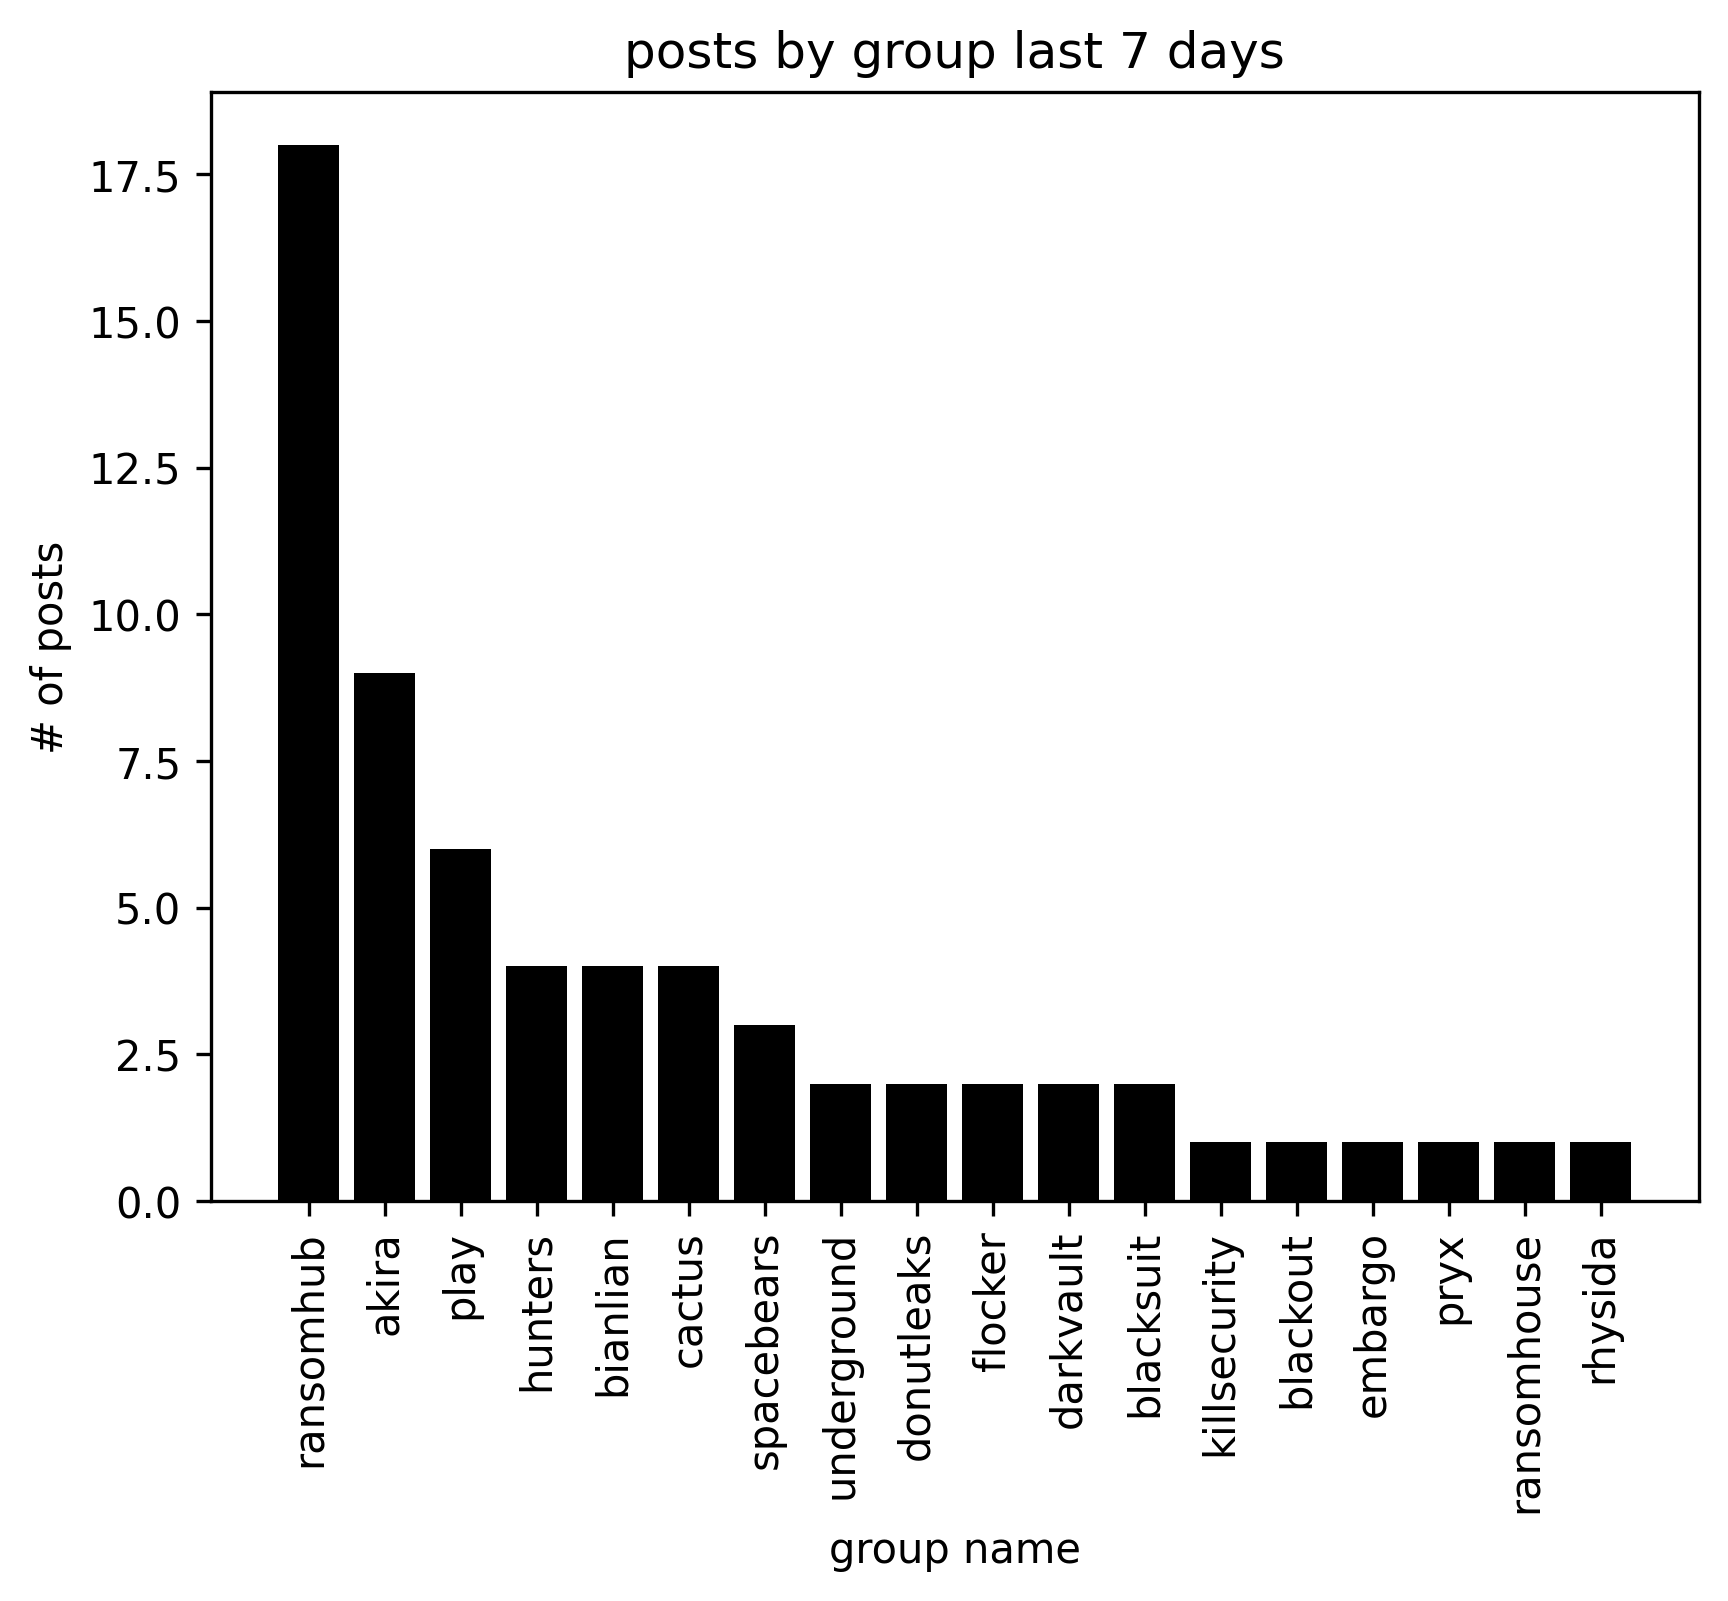 posts by group last 7 days
17.5
15.0
12.5
10.0
7.5
5.0
2.5
0.0
# of posts
ransomhub
akira
play
hunters
bianlian
cactus
spacebears
underground
donutleaks
flocker
darkvault
blacksuit
killsecurity
blackout
embargo
pryx
ransomhouse
rhysida
group name